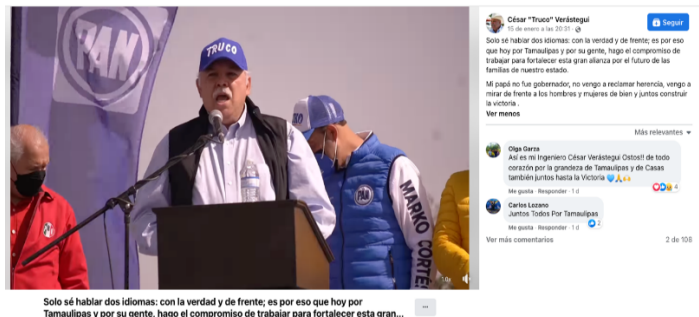 PAN
TRUCO
PAN
MARKO CORTÉ
César "Truco" Verástegui
15 de enero a las 20:31
Seguir
Solo sé hablar dos idiomas: con la verdad y de frente; es por eso
que hoy por Tamaulipas y por su gente, hago el compromiso de
trabajar para fortalecer esta gran alianza por el futuro de las
familias de nuestro estado.
Mi papá no fue gobernador, no vengo a reclamar herencia, vengo a
mirar de frente a los hombres y mujeres de bien y juntos construir
la victoria .
Ver menos
Más relevantes
Olga Garza
Así es mi Ingeniero César Verástegui Ostos!! de todo
corazón por la grandeza de Tamaulipas y de Casas
también juntos hasta la Victoria 💙🙏🙌
4
Me gusta · Responder · 1 d
Carlos Lozano
Juntos Todos Por Tamaulipas
2
Me gusta · Responder · 1 d
Ver más comentarios
2 de 108
Solo sé hablar dos idiomas: con la verdad y de frente; es por eso que hoy por
Tamaulipas y por su gente, hago el compromiso de trabajar para fortalecer esta gran...